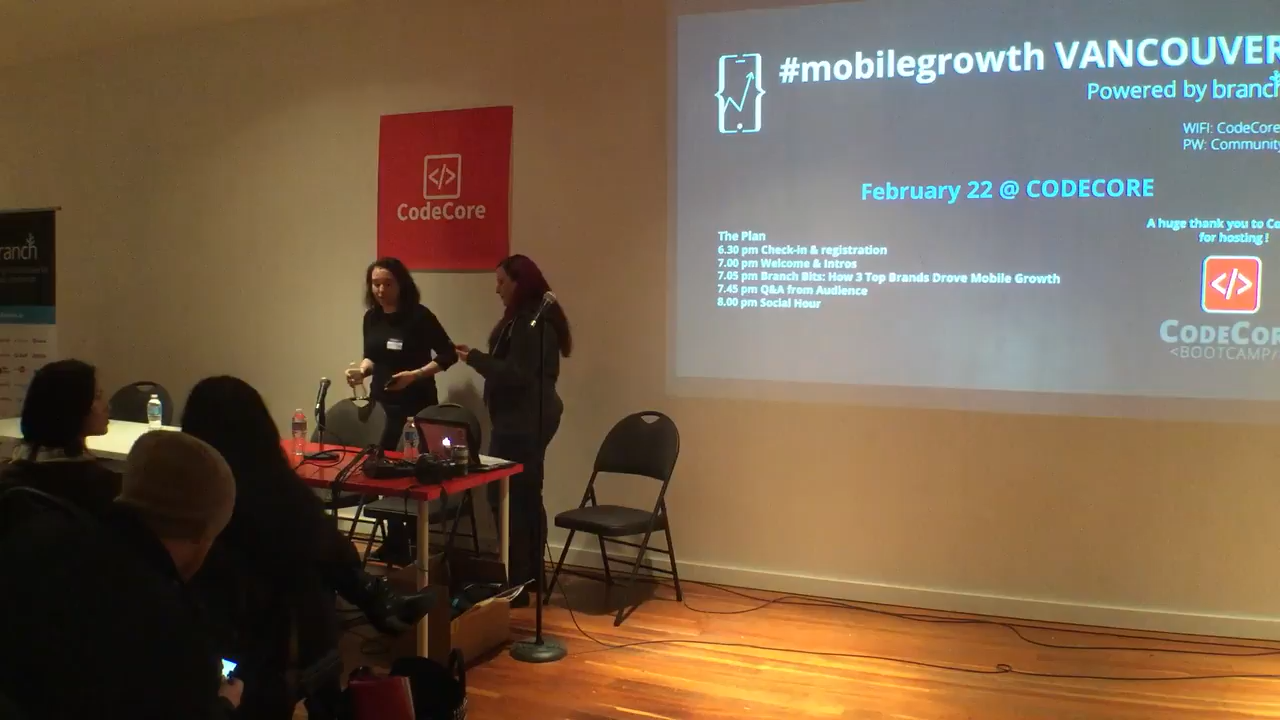 #mobilegrowth VANCOUVER
Powered by branch
WIFI: CodeCore
PW: Community
February 22 @ CODECORE
The Plan
6.30 pm Check-in & registration
7.00 pm Welcome & Intros
7.05 pm Branch Bits: How 3 Top Brands Drove Mobile Growth
7.45 pm Q&A from Audience
8.00 pm Social Hour
A huge thank you to Co
for hosting !
</>
CODECOR
<BOOTCAMP/
</>
CodeCore
ranch